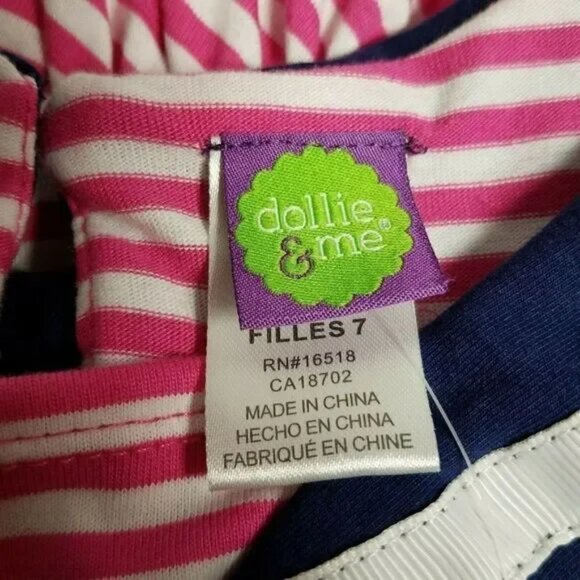 dollie
& me®
FILLES 7
RN#16518
CA18702
MADE IN CHINA
HECHO EN CHINA
FABRIQUÉ EN CHINE